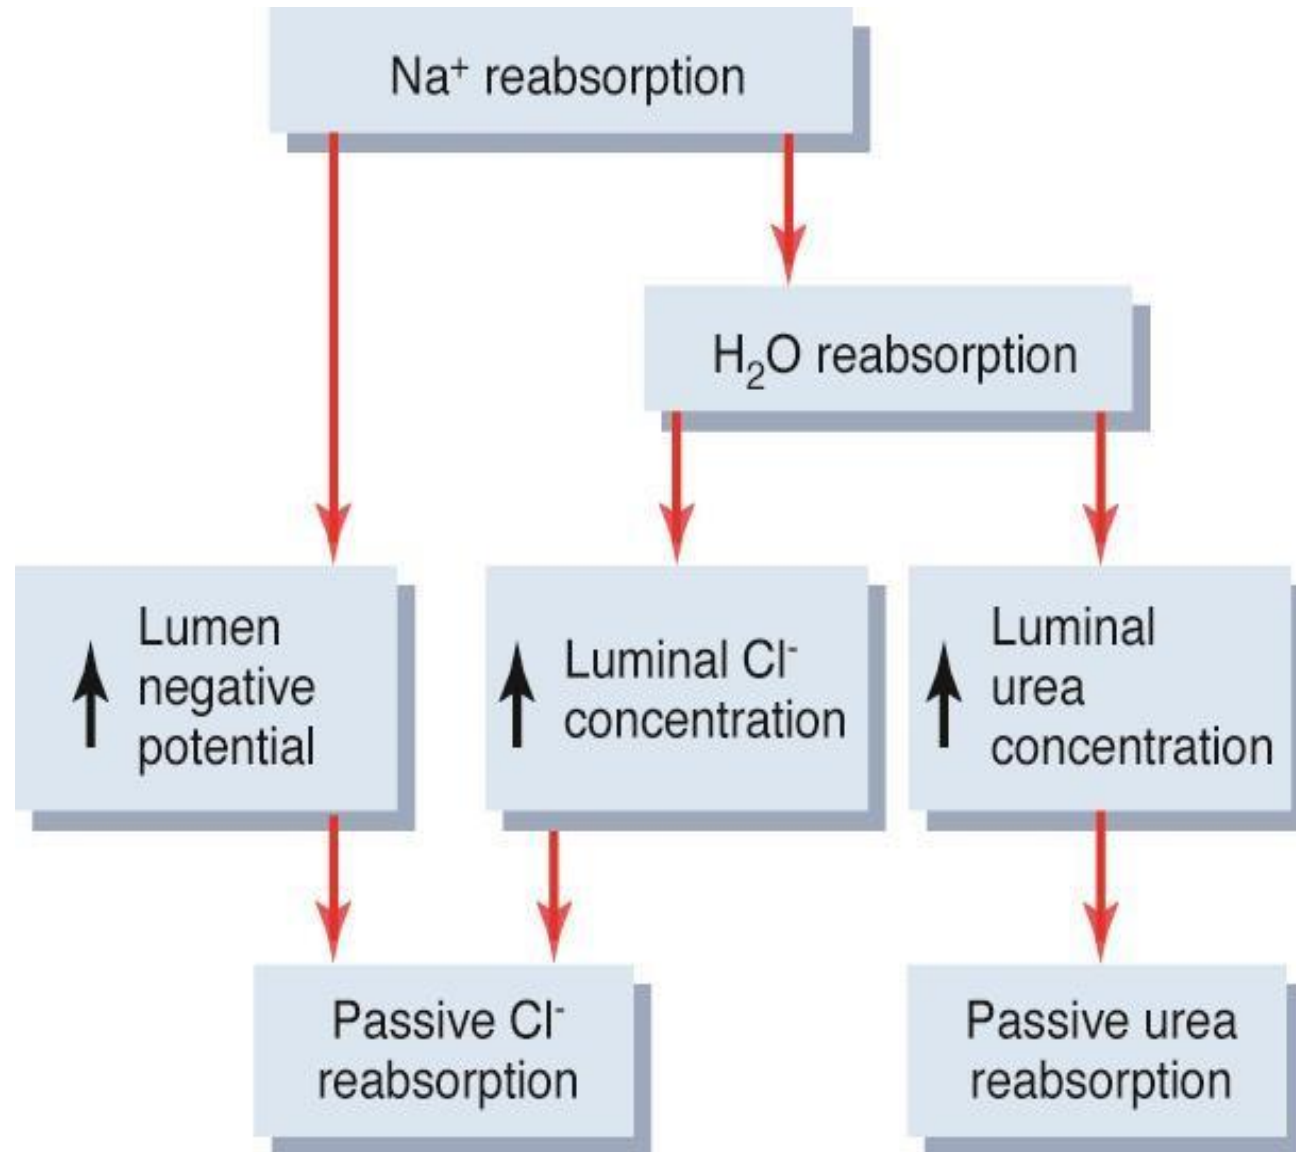 Na⁺ reabsorption
H₂O reabsorption
Lumen
negative
potential
Luminal Cl⁻
concentration
Luminal
urea
concentration
Passive Cl⁻
reabsorption
Passive urea
reabsorption